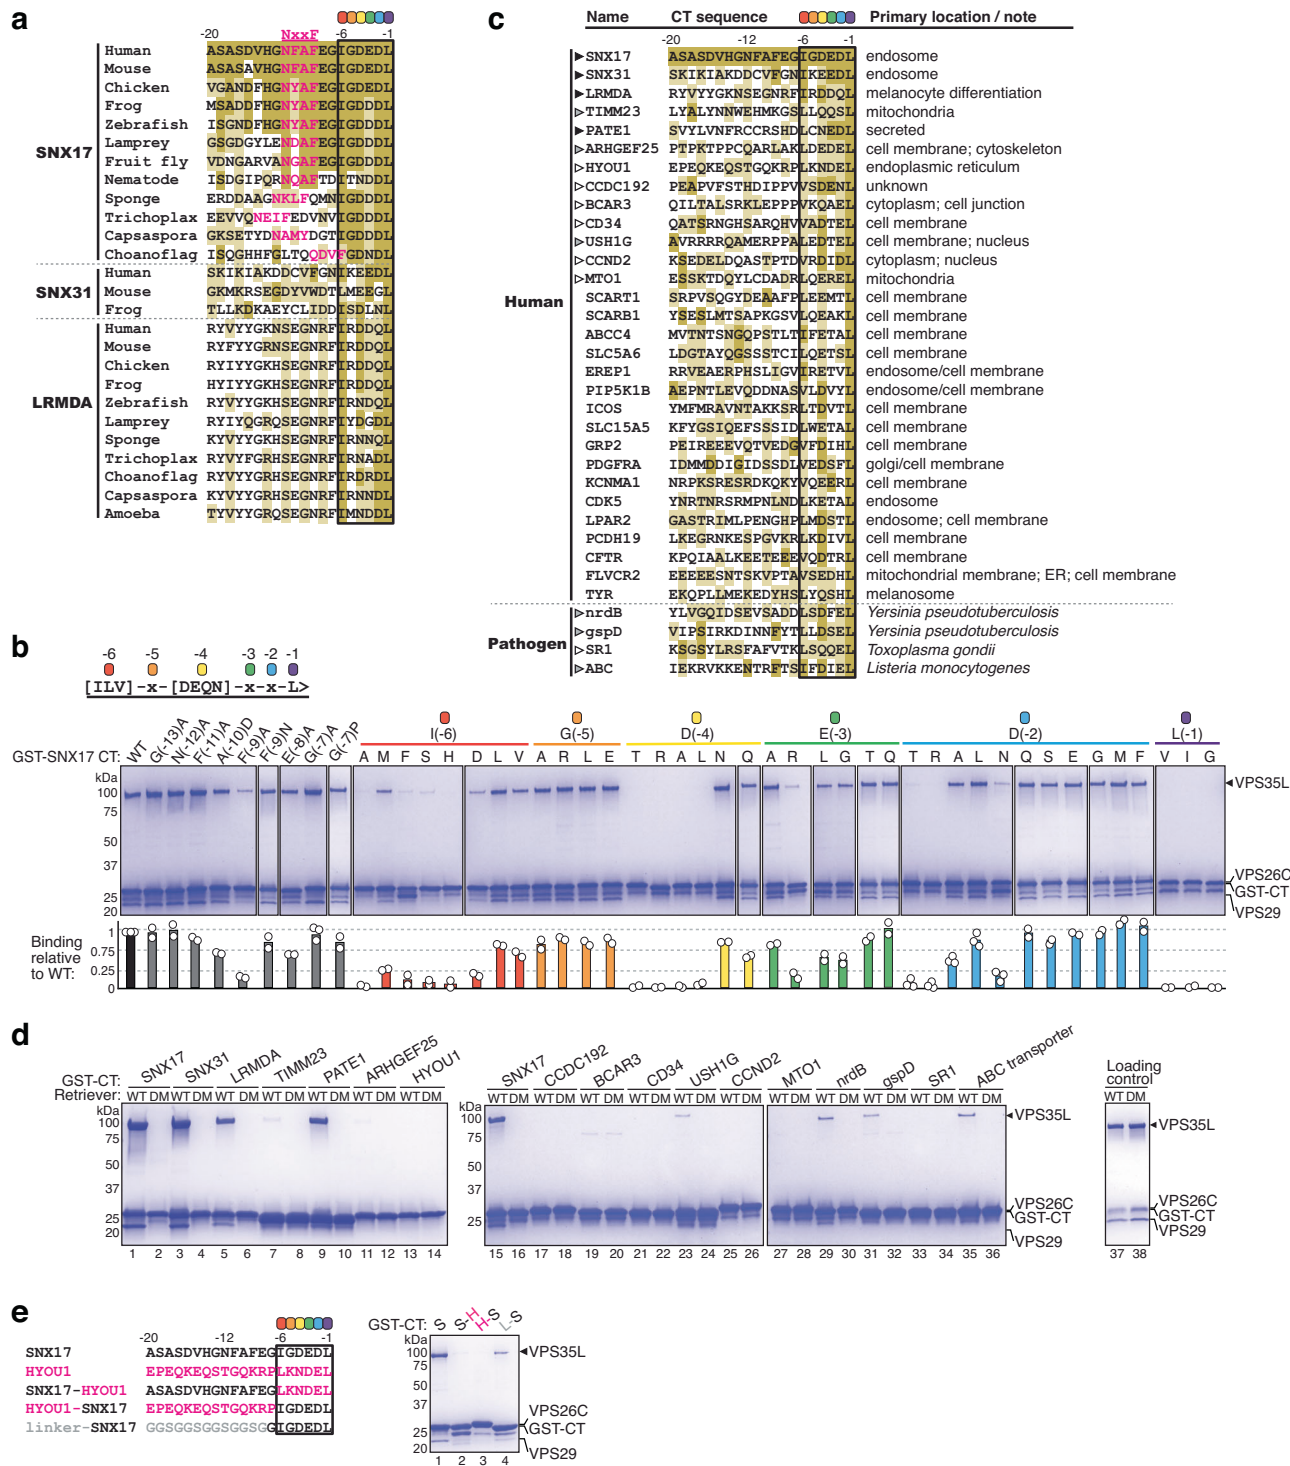 a
-20 NxxF -6 -1
SNX17
Human ASASDVHGNFAFEGIGDEDL
Mouse ASASAVHGNFAFEGIGDEDL
Chicken VGANDFHGNYAFEGIGDEDL
Frog MSADDFHGNYAFEGIGDDDL
Zebrafish ISGNDFHGNYAFEGIGDEDL
Lamprey GSGDGYLENDAFEGIGDEDL
Fruit fly VDNGARVANGAFEGIGDEDL
Nematode ISDGIPQRNQAFTDITNDDL
Sponge ERDDAAGNKLFQMNIGDDDL
Trichoplax EEVVQNEIFEDVNVIGDDDL
Capsaspora GKSETYDNAMYDGTIGDDDL
Choanoflag ISQGHHFGLTQQDVFGDNDL
SNX31
Human SKIKIAKDDCVFGNIKEEDL
Mouse GKMKRSEGDYVWDTLMEEGL
Frog TLLKDKAEYCLIDDISDLNL
LRMDA
Human RYVYYGKNSEGNRFIRDDQL
Mouse RYFYYGRNSEGNRFIRDDQL
Chicken RYIYYGKHSEGNRFIRDDQL
Frog HYIYYGKHSEGNRFIRDDQL
Zebrafish RYVYYGKHSEGNRFIRNDQL
Lamprey RYIYQGRQSEGNRFIYDGDL
Sponge KYVYYGKHSEGNRFIRNNQL
Trichoplax RYVYFGRHSEGNRFIRNADL
Choanoflag RYVYYGKHSEGNRFIRDRDL
Capsaspora KYVYYGRHSEGNRFIRNNDL
Amoeba TYVYYGRQSEGNRFIMNDDL
c
Name CT sequence Primary location / note
-20 -12 -6 -1
Human
SNX17 ASASDVHGNFAFEGIGDEDL endosome
SNX31 SKIKIAKDDCVFGNIKEEDL endosome
LRMDA RYVYYGKNSEGNRFIRDDQL melanocyte differentiation
TIMM23 LYALYNNWEHMKGSLLQQSL mitochondria
PATE1 SVYLVNFRCCRSHDLCNEDL secreted
ARHGEF25 PTPKTPPCQARLAKLDEDEL cell membrane; cytoskeleton
HYOU1 EPEQKEQSTGQKRPLKNDEL endoplasmic reticulum
CCDC192 PEAPVFSTHDIPPVVSDENL unknown
BCAR3 QILTALSRKLEPPPVKQAEL cytoplasm; cell junction
CD34 QATSRNGHSARQHVVADTEL cell membrane
USH1G AVRRRRQAMERPPALEDTEL cell membrane; nucleus
CCND2 KSEDELDQASTPTDVRDIDL cytoplasm; nucleus
MTO1 ESSKTDQYLCDADRLQEREL mitochondria
SCART1 SRPVSQGYDEAAFPLEEMTL cell membrane
SCARB1 YSESLMTSAPKGSVLQEAKL cell membrane
ABCC4 MVTNTSNGQPSTLTIFETAL cell membrane
SLC5A6 LDGTAYQGSSSTCILQETSL cell membrane
EREP1 RRVEAERPHSLIGVIRETVL endosome/cell membrane
PIP5K1B AEPNTLEVQDDNASVLDVYL endosome/cell membrane
ICOS YMFMRAVNTAKKSRLTDVTL cell membrane
SLC15A5 KFYGSIQEFSSSIDLWETAL cell membrane
GRP2 PEIREEEVQTVEDGVFDIHL cell membrane
PDGFRA IDMMDDIGIDSSDLVEDSFL golgi/cell membrane
KCNMA1 NRPKSRESRDKQKYVQEERL cell membrane
CDK5 YNRTNRSRMPNLNDLKETAL endosome
LPAR2 GASTRIMLPENGHPLMDSTL endosome; cell membrane
PCDH19 LKEGRNKESPGVKRLKDIVL cell membrane
CFTR KPQIAALKEETEEEVQDTRL cell membrane
FLVCR2 EEEEESNTSKVPTAVSEDHL mitochondrial membrane; ER; cell membrane
TYR EKQPLLMEKEDYHSLYQSHL melanosome
Pathogen
nrdB YLVGQIDSEVSADDLSDFEL Yersinia pseudotuberculosis
gspD VIPSIRKDINNFYTLLDSEL Yersinia pseudotuberculosis
SR1 KSGSYLRSFAFVTKLSQQEL Toxoplasma gondii
ABC IEKRVKKENTRFTSIFDIEL Listeria monocytogenes
b
-6 -5 -4 -3 -2 -1
[ILV]-x-[DEQN]-x-x-L>
WT G(-13)A N(-12)A F(-11)A A(-10)D F(-9)A F(-9)N E(-8)A G(-7)A G(-7)P
I(-6) G(-5) D(-4) E(-3) D(-2) L(-1)
GST-SNX17 CT: A M F S H D L V A R L E T R A L N Q A R L G T Q T R A L N Q S E G M F V I G
kDa
100
75
50
37
25
20
VPS35L
VPS26C
GST-CT
VPS29
Binding relative to WT:
1
0.75
0.25
0
d
GST-CT: SNX17 SNX31 LRMDA TIMM23 PATE1 ARHGEF25 HYOU1
Retriever: WT DM WT DM WT DM WT DM WT DM WT DM WT DM
kDa
100
75
50
37
25
20
1 2 3 4 5 6 7 8 9 10 11 12 13 14
SNX17 CCDC192 BCAR3 CD34 USH1G CCND2 MTO1 nrdB gspD SR1 ABC transporter
WT DM WT DM WT DM WT DM WT DM WT DM WT DM WT DM WT DM WT DM WT DM
kDa
100
75
50
37
25
VPS35L
VPS26C
GST-CT
VPS29
15 16 17 18 19 20 21 22 23 24 25 26 27 28 29 30 31 32 33 34 35 36
Loading control
WT DM
VPS35L
VPS26C
GST-CT
VPS29
37 38
e
-20 -12 -6 -1
SNX17 ASASDVHGNFAFEGIGDEDL
HYOU1 EPEQKEQSTGQKRPLKNDEL
SNX17-HYOU1 ASASDVHGNFAFEGLKNDEL
HYOU1-SNX17 EPEQKEQSTGQKRPIGDEDL
linker-SNX17 GGSGGSGGSGGSGGIGDEDL
GST-CT: S S-H H-S L-S
kDa
100
75
50
37
25
20
VPS35L
VPS26C
GST-CT
VPS29
1 2 3 4